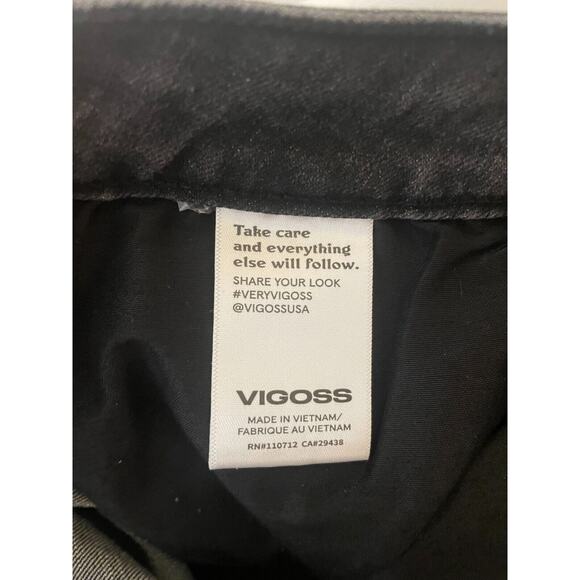 Take care
and everything
else will follow.
SHARE YOUR LOOK
#VERYVIGOSS
@VIGOSSUSA
VIGOSS
MADE IN VIETNAM/
FABRIQUE AU VIETNAM
RN#110712 CA#29438